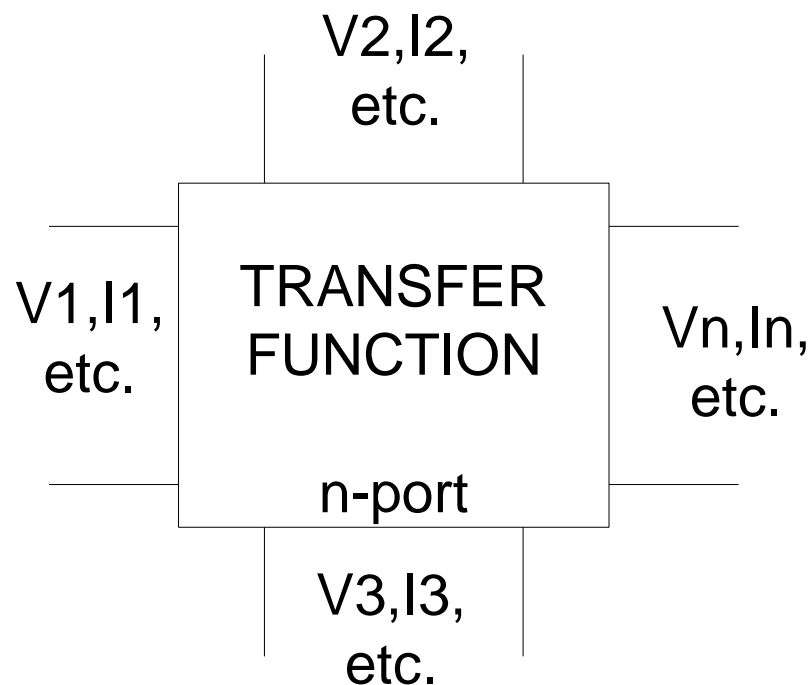 V2,I2,
etc.
V1,I1,
etc.
TRANSFER
FUNCTION
n-port
Vn,In,
etc.
V3,I3,
etc.